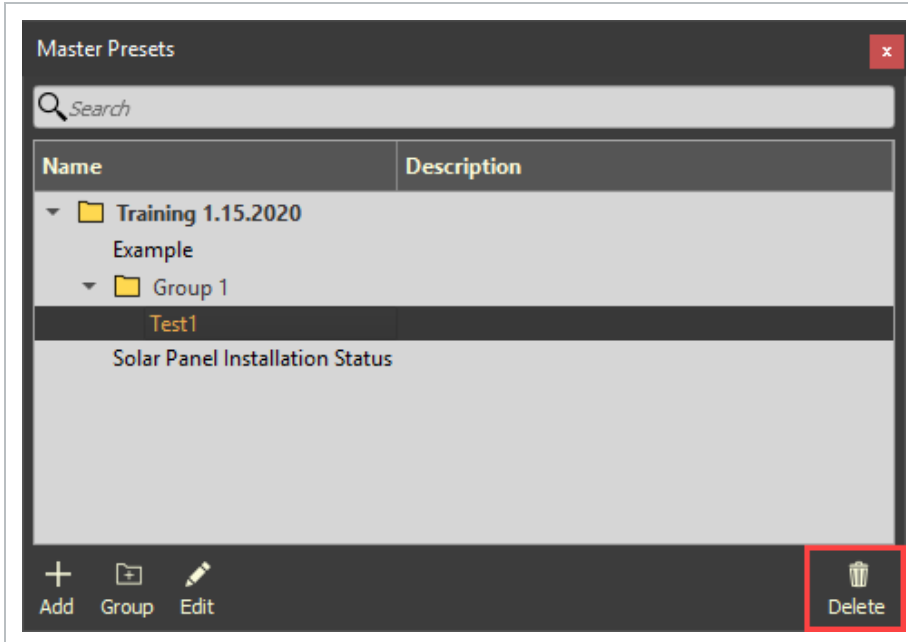 Master Presets
x
Search
Name Description
Training 1.15.2020
Example
Group 1
Test1
Solar Panel Installation Status
Add Group Edit Delete